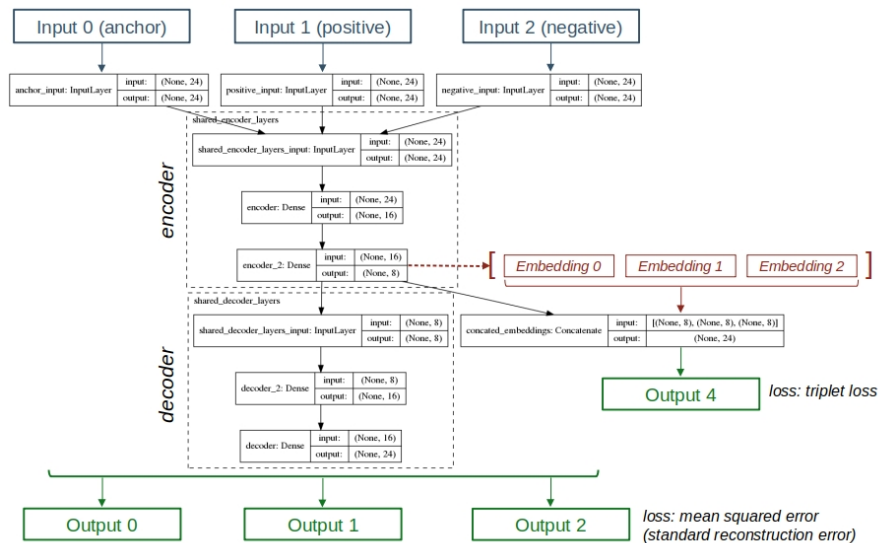 Input 0 (anchor)
Input 1 (positive)
Input 2 (negative)
anchor_input: InputLayer
input: (None, 24)
output: (None, 24)
positive_input: InputLayer
input: (None, 24)
output: (None, 24)
negative_input: InputLayer
input: (None, 24)
output: (None, 24)
shared_encoder_layers
shared_encoder_layers_input: InputLayer
input: (None, 24)
output: (None, 24)
encoder
encoder: Dense
input: (None, 24)
output: (None, 16)
encoder_2: Dense
input: (None, 16)
output: (None, 8)
[ Embedding 0 Embedding 1 Embedding 2 ]
shared_decoder_layers
shared_decoder_layers_input: InputLayer
input: (None, 8)
output: (None, 8)
concated_embeddings: Concatenate
input: [(None, 8), (None, 8), (None, 8)]
output: (None, 24)
decoder
decoder_2: Dense
input: (None, 8)
output: (None, 16)
Output 4
loss: triplet loss
decoder: Dense
input: (None, 16)
output: (None, 24)
Output 0
Output 1
Output 2
loss: mean squared error
(standard reconstruction error)